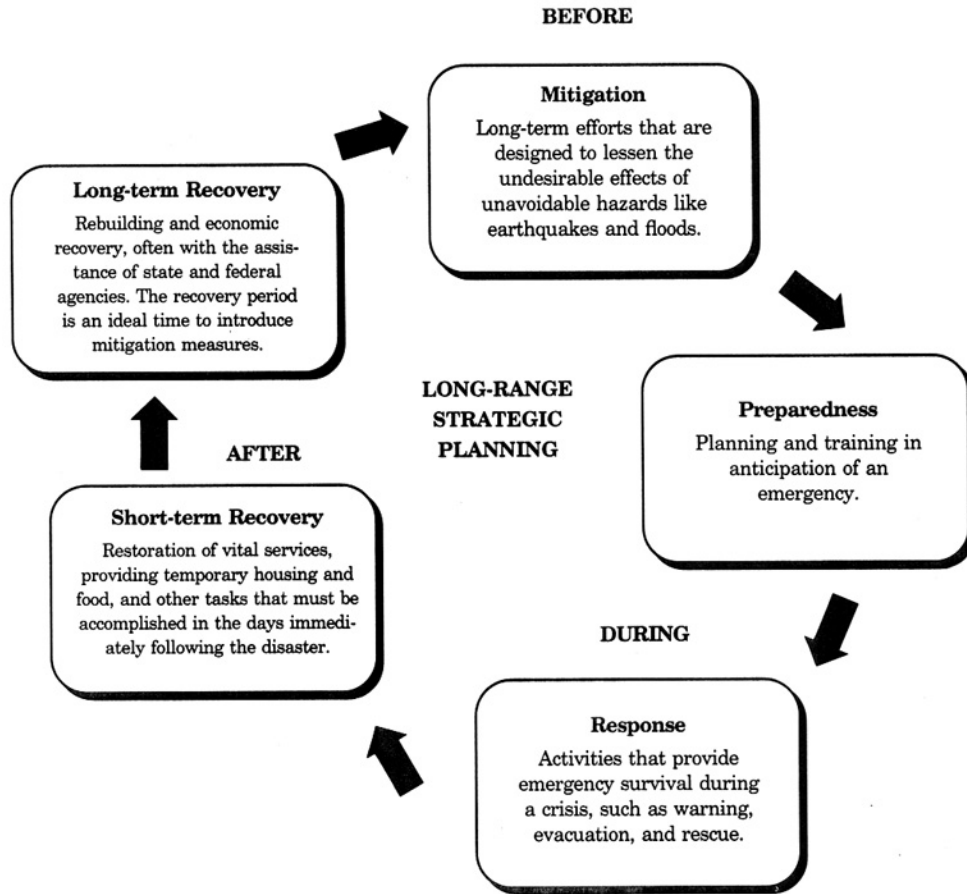 BEFORE
Mitigation
Long-term efforts that are
designed to lessen the
undesirable effects of
unavoidable hazards like
earthquakes and floods.
Preparedness
Planning and training in
anticipation of an
emergency.
DURING
Response
Activities that provide
emergency survival during
a crisis, such as warning,
evacuation, and rescue.
AFTER
Short-term Recovery
Restoration of vital services,
providing temporary housing and
food, and other tasks that must be
accomplished in the days immedi-
ately following the disaster.
Long-term Recovery
Rebuilding and economic
recovery, often with the assis-
tance of state and federal
agencies. The recovery period
is an ideal time to introduce
mitigation measures.
LONG-RANGE
STRATEGIC
PLANNING